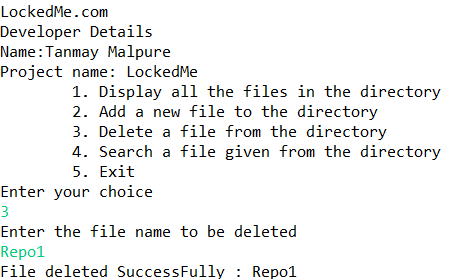 LockedMe.com
Developer Details
Name:Tanmay Malpure
Project name: LockedMe
1. Display all the files in the directory
2. Add a new file to the directory
3. Delete a file from the directory
4. Search a file given from the directory
5. Exit
Enter your choice
3
Enter the file name to be deleted
Repo1
File deleted SuccessFully : Repo1